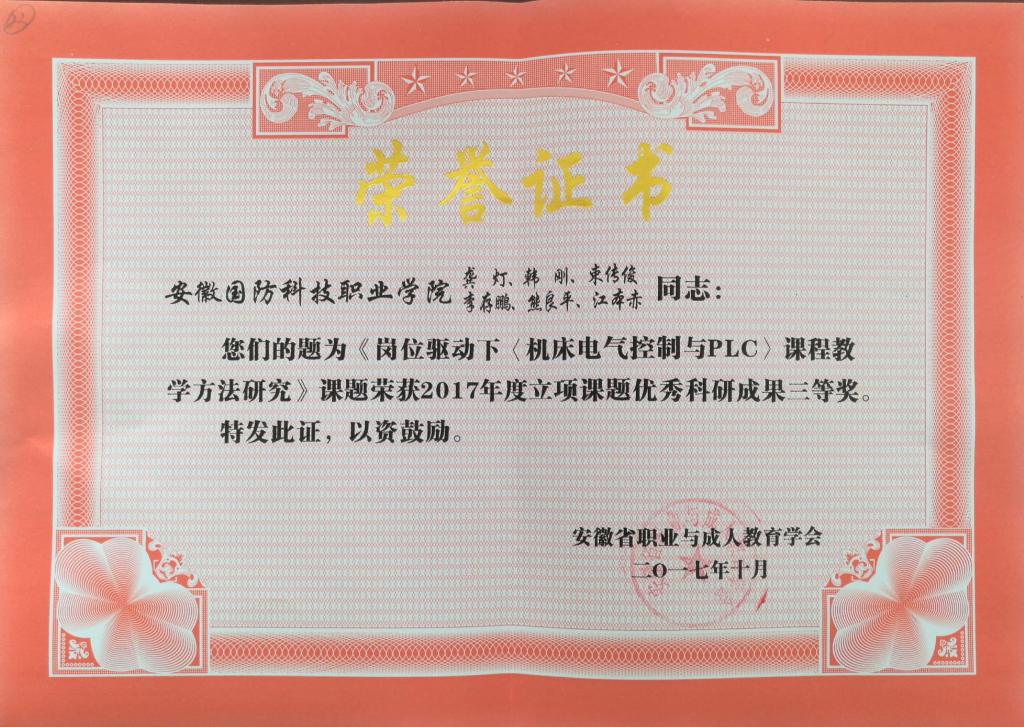 荣誉证书
安徽国防科技职业学院 龚灯、韩刚、束传俊 同志：
李存鹏、熊良平、江本赤
您们的题为《岗位驱动下〈机床电气控制与PLC〉课程教
学方法研究》课题荣获2017年度立项课题优秀科研成果三等奖。
特发此证，以资鼓励。
安徽省职业与成人教育学会
二〇一七年十月